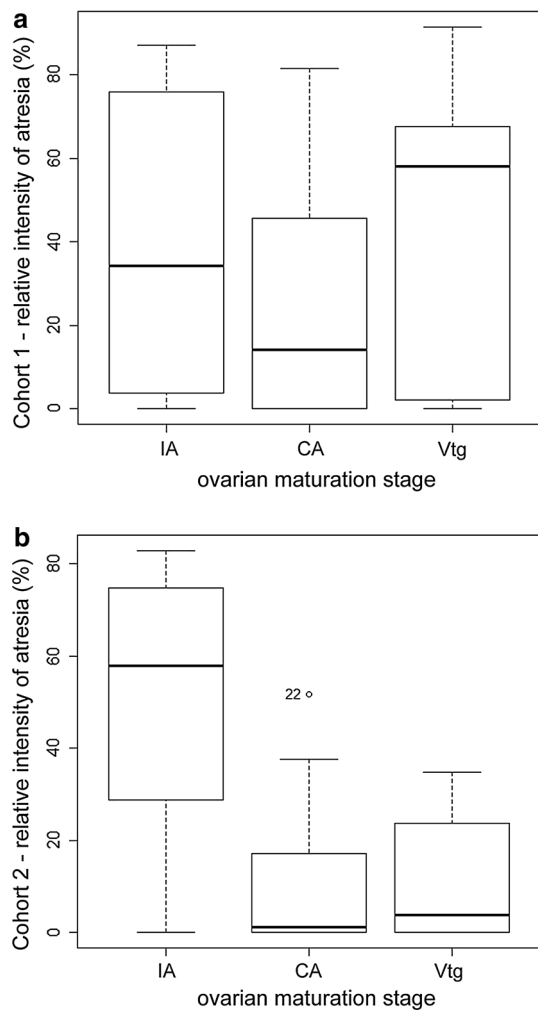 a
Cohort 1 - relative intensity of atresia (%)
80
60
40
20
0
IA CA Vtg
ovarian maturation stage
b
Cohort 2 - relative intensity of atresia (%)
80
60
22
40
20
0
IA CA Vtg
ovarian maturation stage